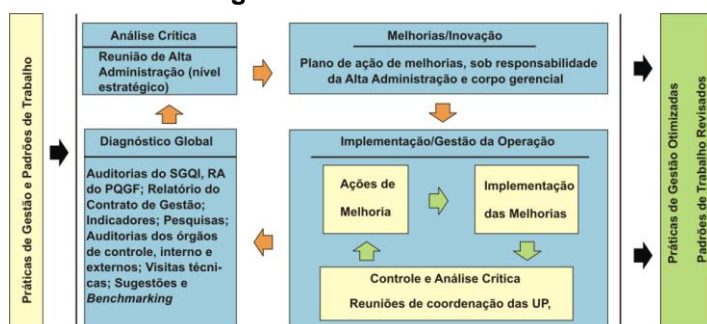 Práticas de Gestão e Padrões de Trabalho
Análise Crítica
Reunião de Alta
Administração (nível
estratégico)
Melhorias/Inovação
Plano de ação de melhorias, sob responsabilidade
da Alta Administração e corpo gerencial
Diagnóstico Global
Auditorias do SGQI, RA
do PQGF; Relatório do
Contrato de Gestão;
Indicadores; Pesquisas;
Auditorias dos órgãos
de controle, interno e
externos; Visitas técni-
cas; Sugestões e
Benchmarking
Implementação/Gestão da Operação
Ações de
Melhoria
Implementação
das Melhorias
Controle e Análise Crítica
Reuniões de coordenação das UP,
Práticas de Gestão Otimizadas
Padrões de Trabalho Revisados